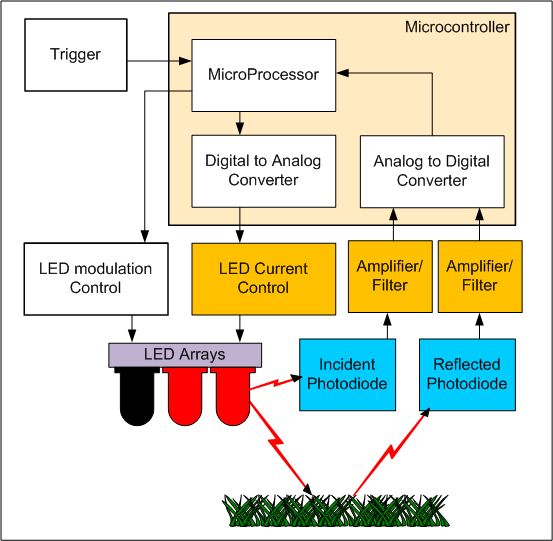 Microcontroller
Trigger
MicroProcessor
Digital to Analog
Converter
Analog to Digital
Converter
LED modulation
Control
LED Current
Control
Amplifier/
Filter
Amplifier/
Filter
LED Arrays
Incident
Photodiode
Reflected
Photodiode